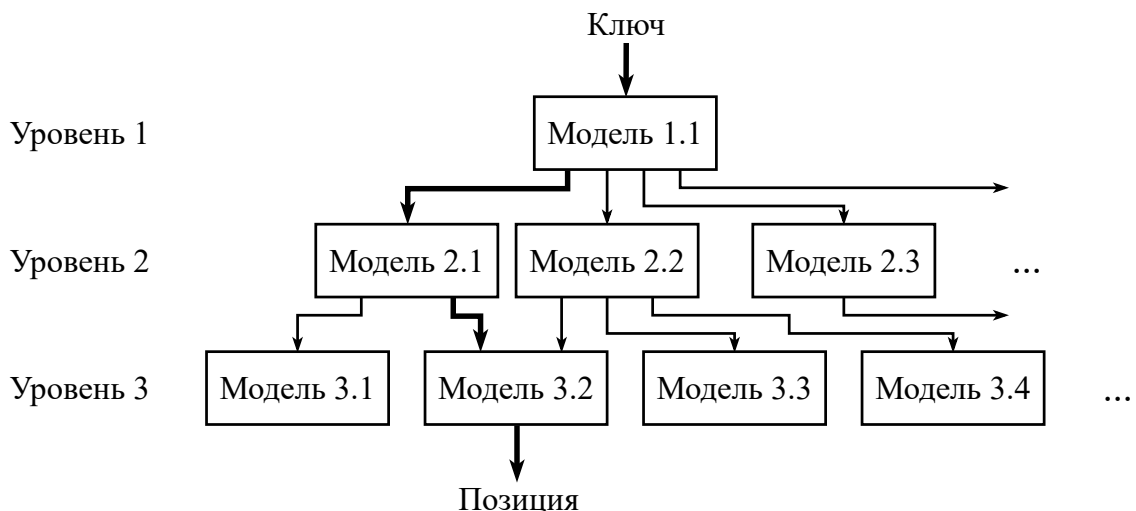 Ключ
Уровень 1
Модель 1.1
Уровень 2
Модель 2.1
Модель 2.2
Модель 2.3
...
Уровень 3
Модель 3.1
Модель 3.2
Модель 3.3
Модель 3.4
...
Позиция